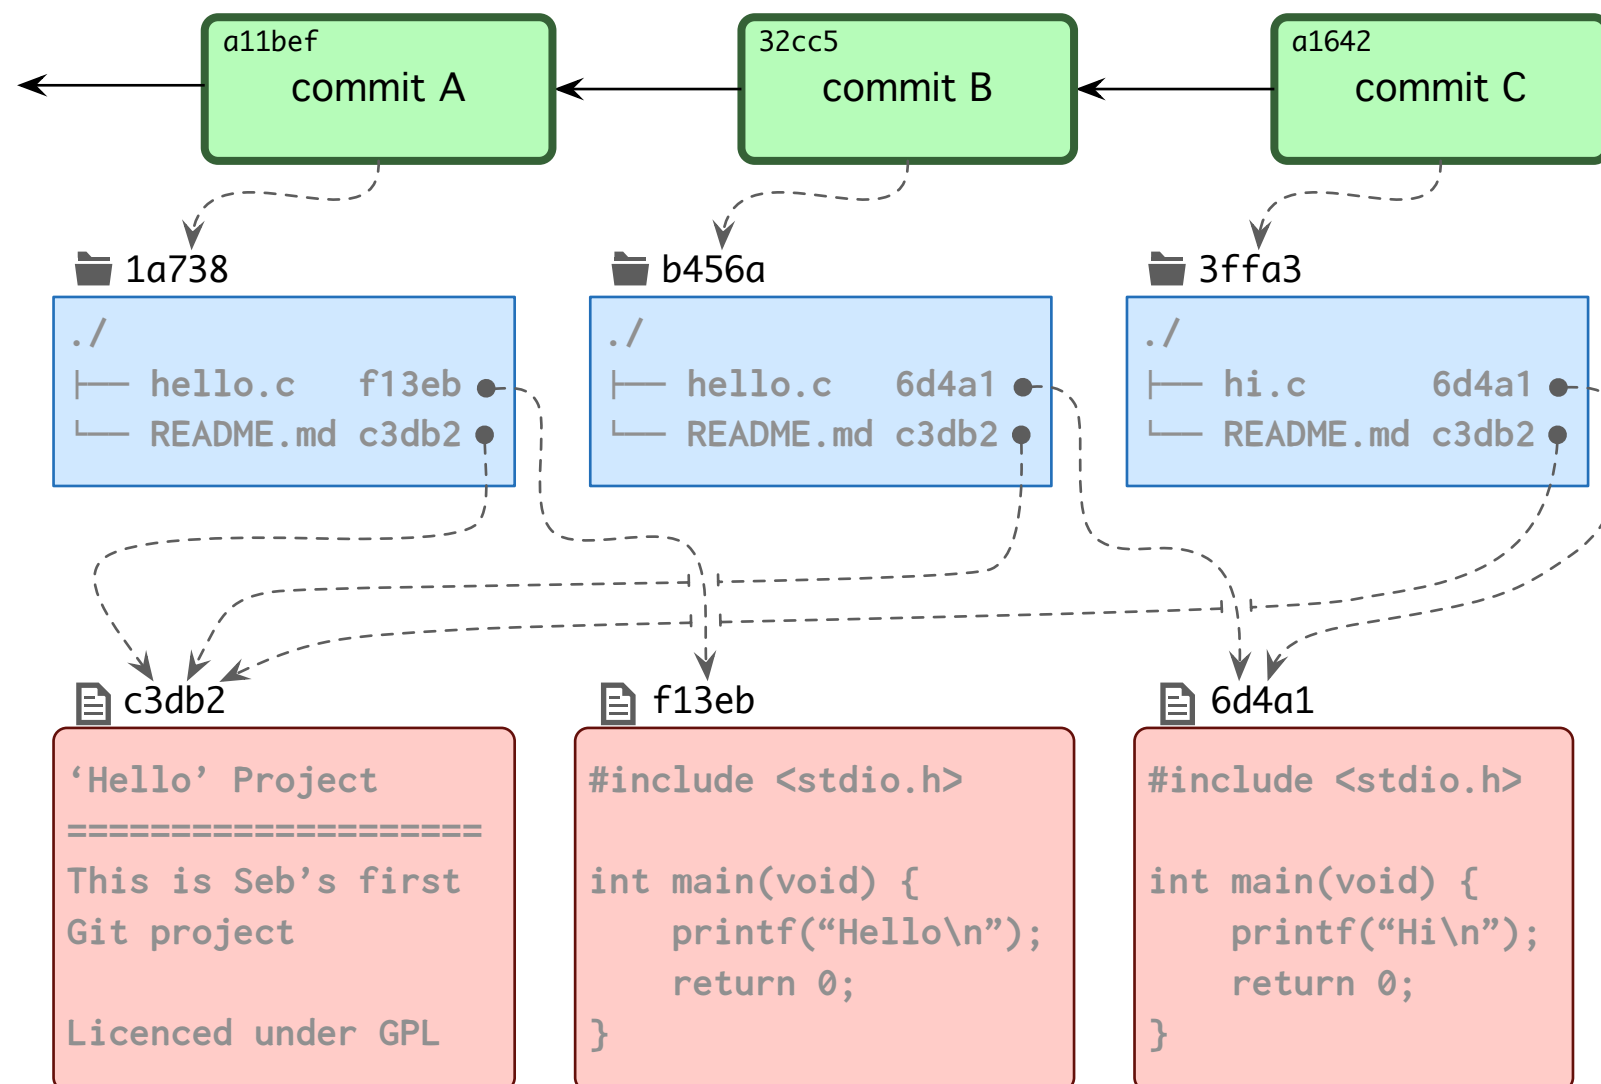 a11bef
commit A
32cc5
commit B
a1642
commit C
1a738
./
├── hello.c   f13eb
└── README.md c3db2
b456a
./
├── hello.c   6d4a1
└── README.md c3db2
3ffa3
./
├── hi.c      6d4a1
└── README.md c3db2
c3db2
‘Hello’ Project
====================
This is Seb’s first
Git project
Licenced under GPL
f13eb
#include <stdio.h>
int main(void) {
    printf(“Hello\n”);
    return 0;
}
6d4a1
#include <stdio.h>
int main(void) {
    printf(“Hi\n”);
    return 0;
}